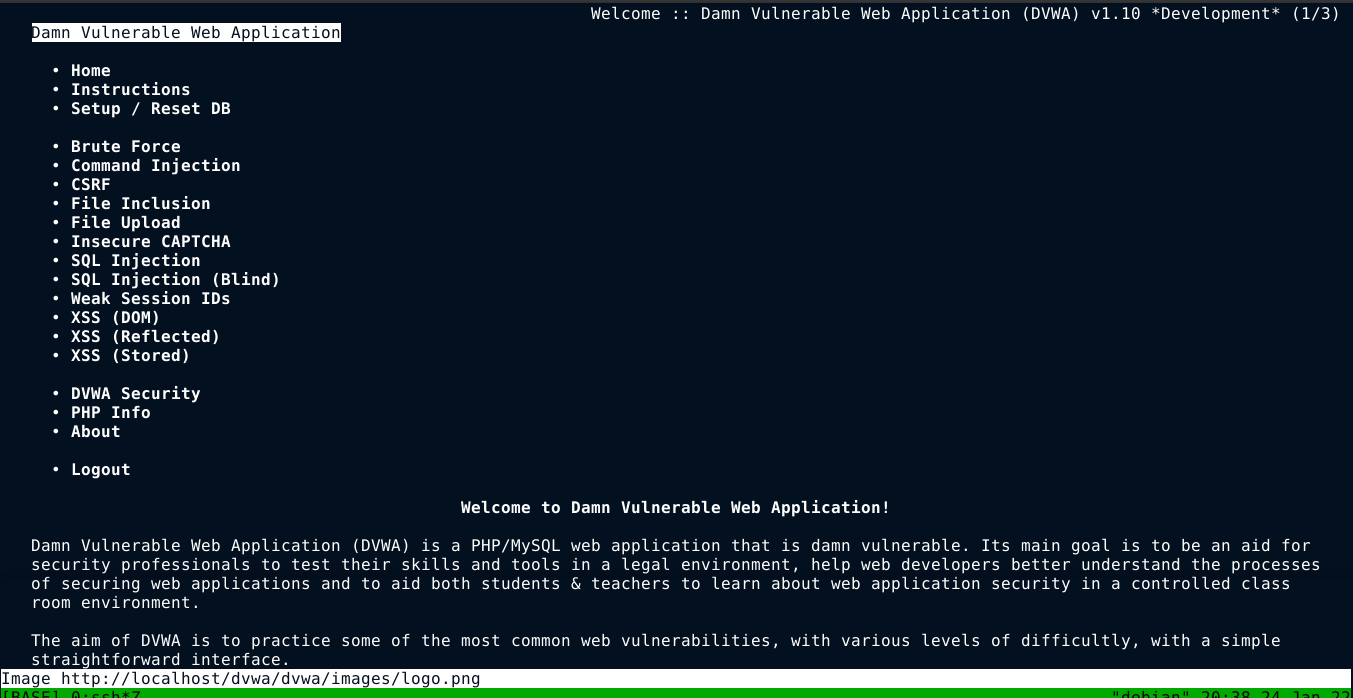 Welcome :: Damn Vulnerable Web Application (DVWA) v1.10 *Development* (1/3)
Damn Vulnerable Web Application
• Home
• Instructions
• Setup / Reset DB
• Brute Force
• Command Injection
• CSRF
• File Inclusion
• File Upload
• Insecure CAPTCHA
• SQL Injection
• SQL Injection (Blind)
• Weak Session IDs
• XSS (DOM)
• XSS (Reflected)
• XSS (Stored)
• DVWA Security
• PHP Info
• About
• Logout
Welcome to Damn Vulnerable Web Application!
Damn Vulnerable Web Application (DVWA) is a PHP/MySQL web application that is damn vulnerable. Its main goal is to be an aid for
security professionals to test their skills and tools in a legal environment, help web developers better understand the processes
of securing web applications and to aid both students & teachers to learn about web application security in a controlled class
room environment.
The aim of DVWA is to practice some of the most common web vulnerabilities, with various levels of difficultly, with a simple
straightforward interface.
Image http://localhost/dvwa/dvwa/images/logo.png
[BASE] 0:ssh*Z "debian" 20:38 24-Jan-22